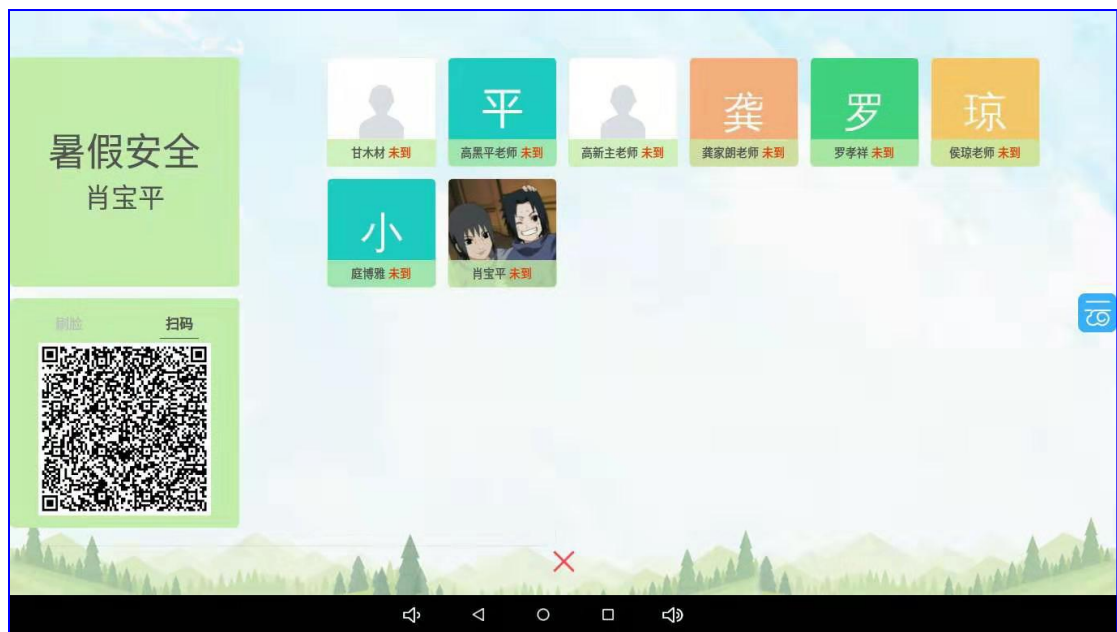 暑假安全
肖宝平
刷脸 扫码
平
龚
罗
琼
甘木材 未到
高黑平老师 未到
高新主老师 未到
龚家朗老师 未到
罗孝祥 未到
侯琼老师 未到
小
庭博雅 未到
肖宝平 未到